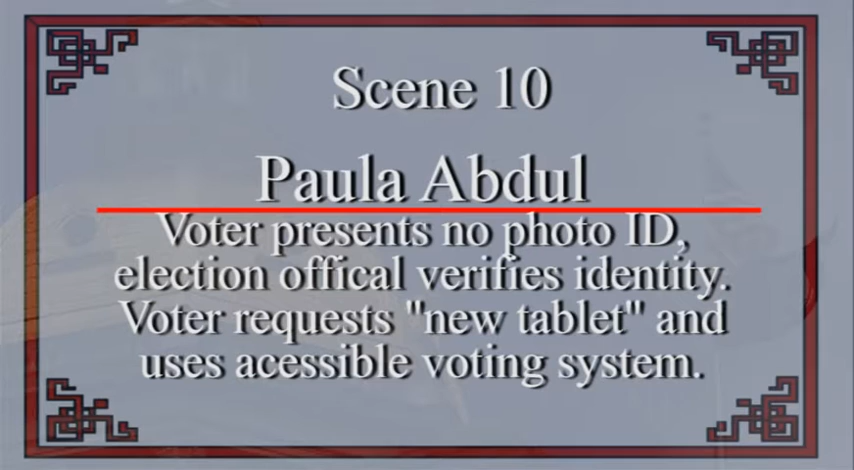 Scene 10
Paula Abdul
Voter presents no photo ID,
election offical verifies identity.
Voter requests "new tablet" and
uses acessible voting system.